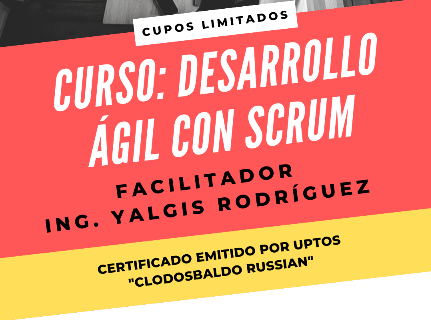 CUPOS LIMITADOS
CURSO: DESARROLLO
ÁGIL CON SCRUM
FACILITADOR
ING. YALGIS RODRÍGUEZ
CERTIFICADO EMITIDO POR UPTOS
"CLODOSBALDO RUSSIAN"